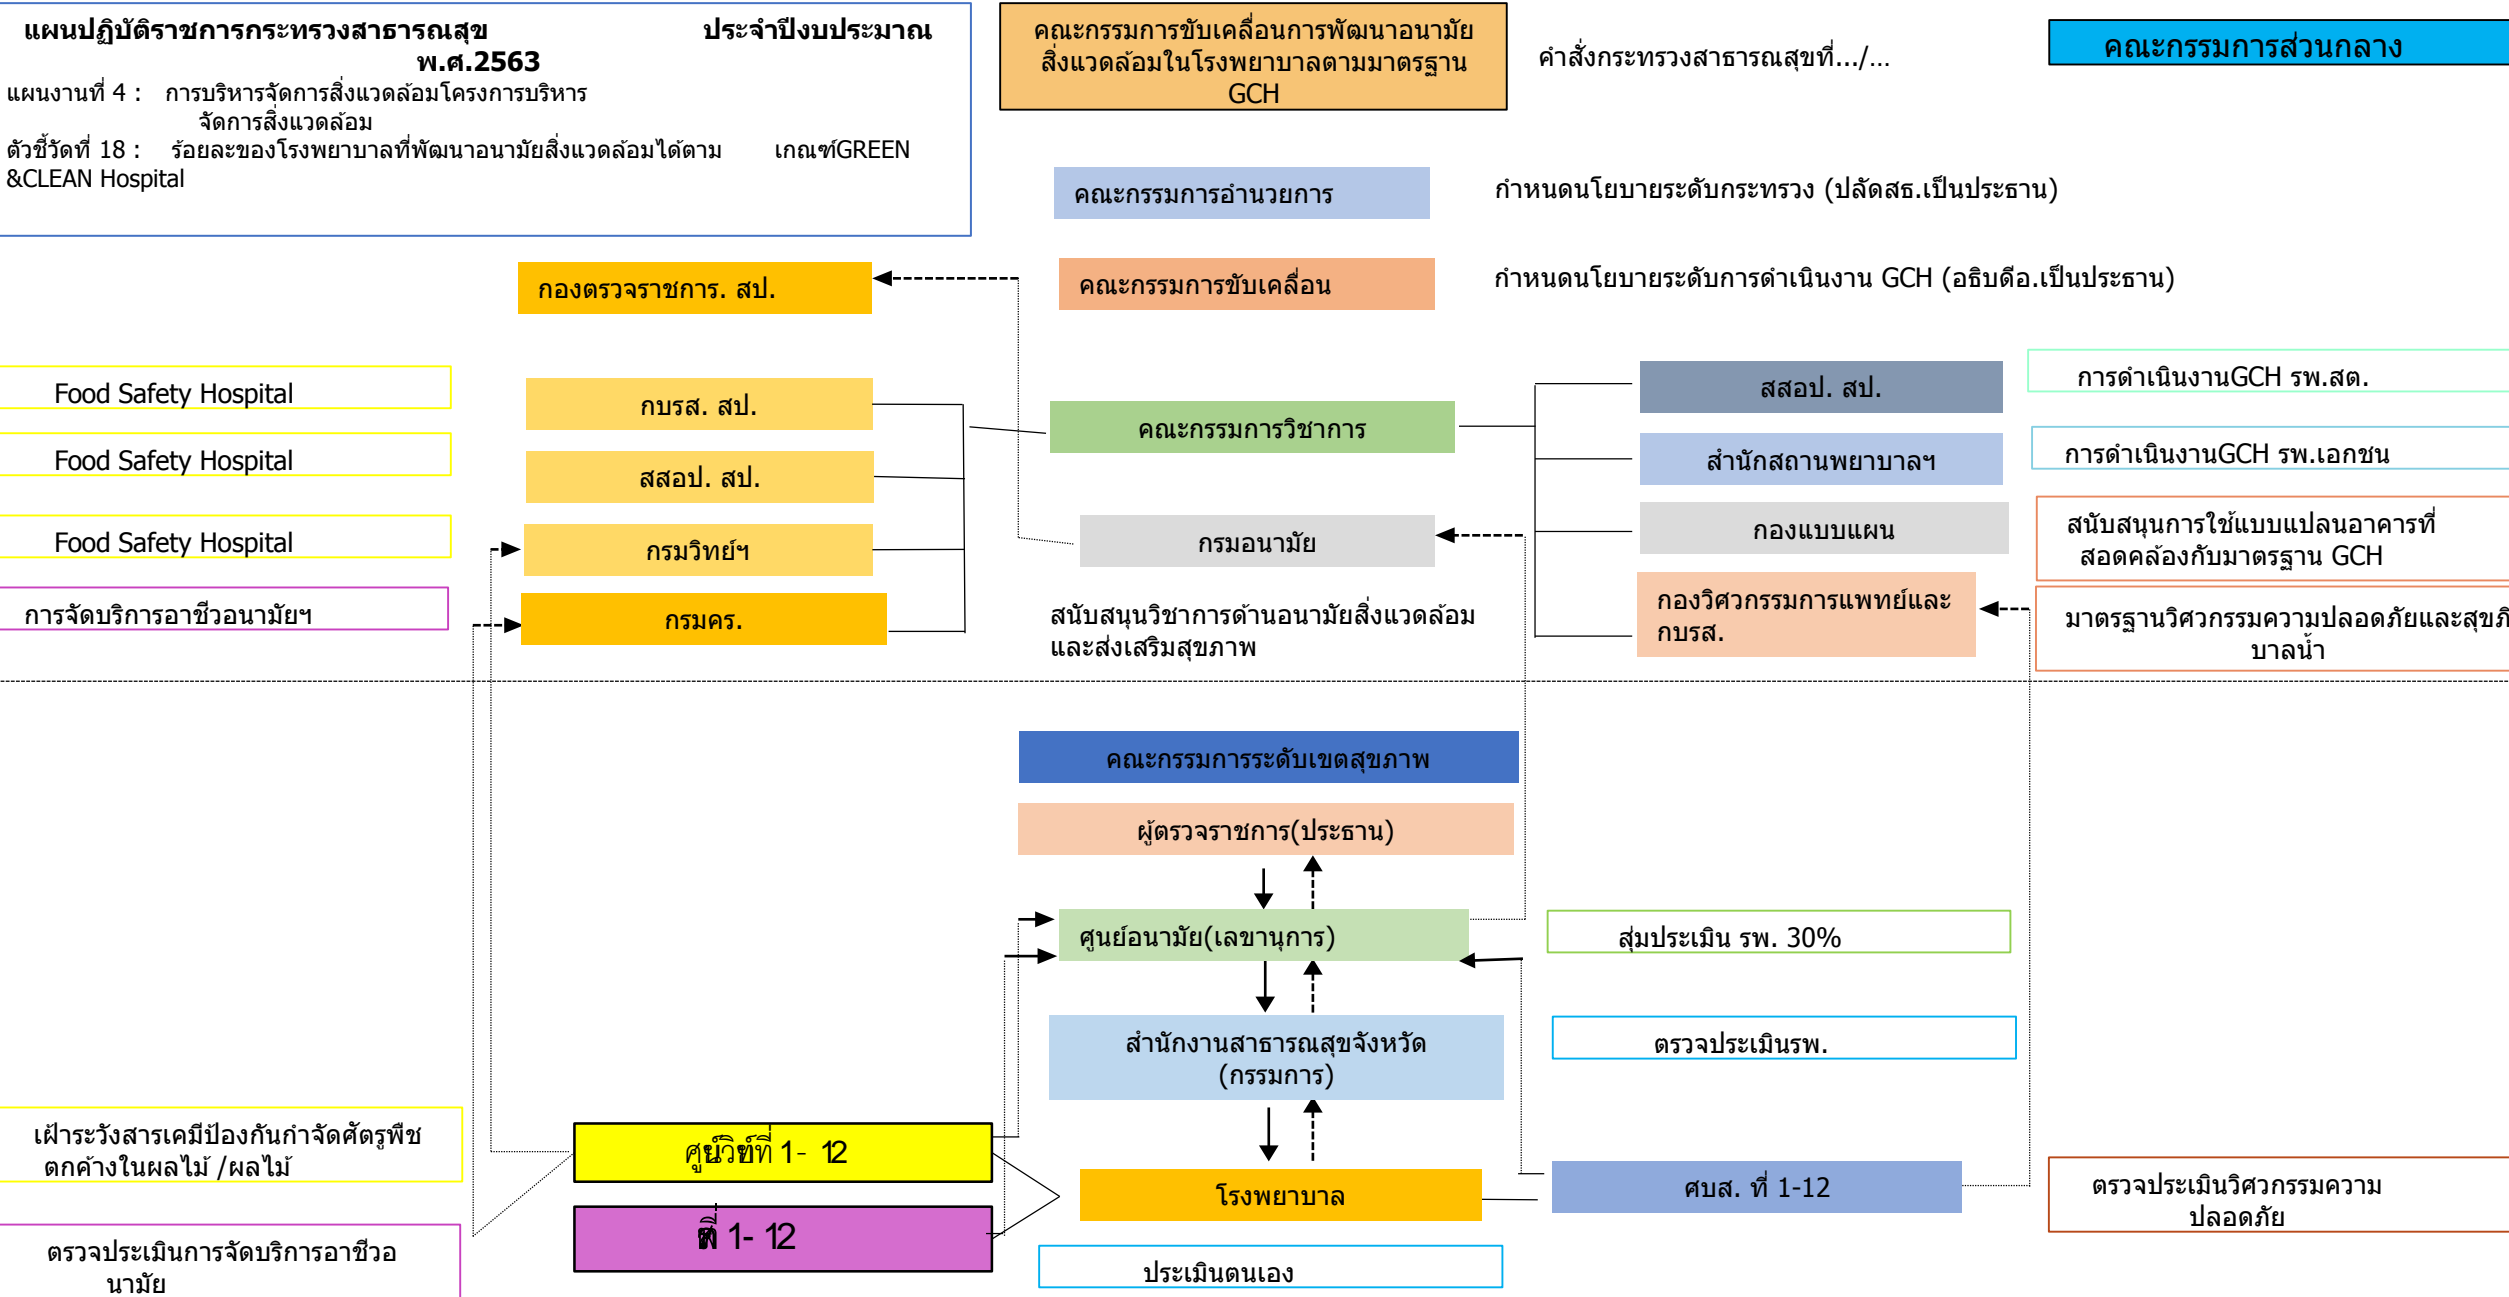 แผนปฏิบัติราชการกระทรวงสาธารณสุข ประจำปีงบประมาณ
พ.ศ.2563
แผนงานที่ 4 : การบริหารจัดการสิ่งแวดล้อมโครงการบริหาร
จัดการสิ่งแวดล้อม
ตัวชี้วัดที่ 18 : ร้อยละของโรงพยาบาลที่พัฒนาอนามัยสิ่งแวดล้อมได้ตาม เกณฑ์GREEN
&CLEAN Hospital
คณะกรรมการขับเคลื่อนการพัฒนาอนามัย
สิ่งแวดล้อมในโรงพยาบาลตามมาตรฐาน
GCH
คำสั่งกระทรวงสาธารณสุขที่.../...
คณะกรรมการส่วนกลาง
คณะกรรมการอำนวยการ
กำหนดนโยบายระดับกระทรวง (ปลัดสธ.เป็นประธาน)
กองตรวจราชการ. สป.
คณะกรรมการขับเคลื่อน
กำหนดนโยบายระดับการดำเนินงาน GCH (อธิบดีอ.เป็นประธาน)
Food Safety Hospital
กบรส. สป.
คณะกรรมการวิชาการ
สสอป. สป.
การดำเนินงานGCH รพ.สต.
Food Safety Hospital
สสอป. สป.
สำนักสถานพยาบาลฯ
การดำเนินงานGCH รพ.เอกชน
Food Safety Hospital
กรมวิทย์ฯ
กรมอนามัย
กองแบบแผน
สนับสนุนการใช้แบบแปลนอาคารที่
สอดคล้องกับมาตรฐาน GCH
การจัดบริการอาชีวอนามัยฯ
กรมคร.
สนับสนุนวิชาการด้านอนามัยสิ่งแวดล้อม
และส่งเสริมสุขภาพ
กองวิศวกรรมการแพทย์และ
กบรส.
มาตรฐานวิศวกรรมความปลอดภัยและสุขภิ
บาลน้ำ
คณะกรรมการระดับเขตสุขภาพ
ผู้ตรวจราชการ(ประธาน)
ศูนย์อนามัย(เลขานุการ)
สุ่มประเมิน รพ. 30%
สำนักงานสาธารณสุขจังหวัด
(กรรมการ)
ตรวจประเมินรพ.
เฝ้าระวังสารเคมีป้องกันกำจัดศัตรูพืช
ตกค้างในผลไม้ /ผลไม้
ศูนย์วิทย์ที่ 1- 12
โรงพยาบาล
ศบส. ที่ 1-12
ตรวจประเมินวิศวกรรมความ
ปลอดภัย
ตรวจประเมินการจัดบริการอาชีวอ
นามัย
1- 12
ประเมินตนเอง